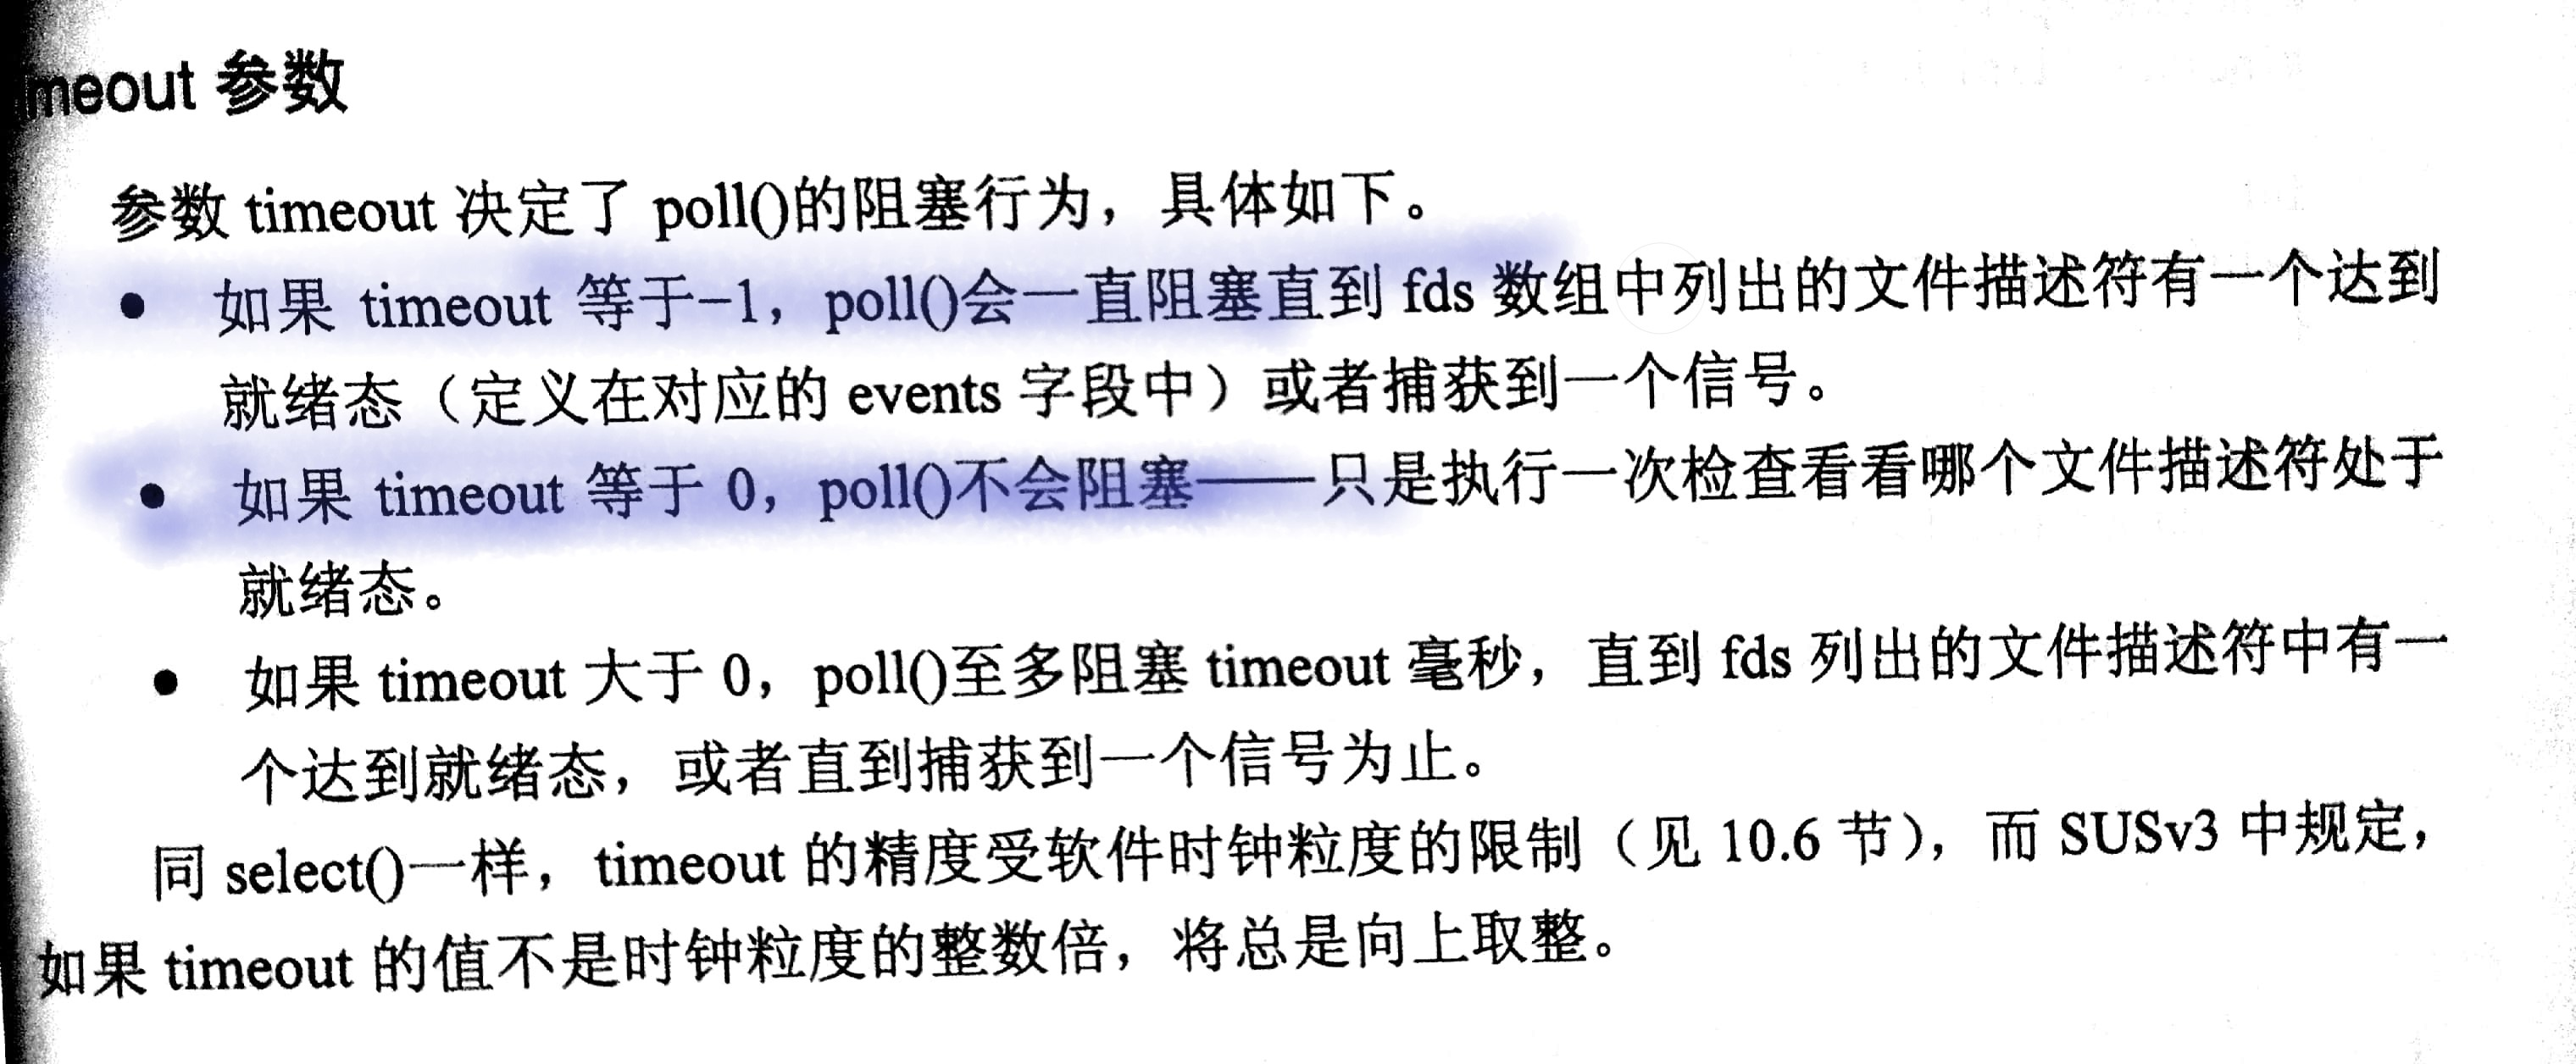 meout 参数
参数 timeout 决定了 poll()的阻塞行为，具体如下。
● 如果 timeout 等于–1，poll()会一直阻塞直到 fds 数组中列出的文件描述符有一个达到
就绪态（定义在对应的 events 字段中）或者捕获到一个信号。
● 如果 timeout 等于 0，poll()不会阻塞——只是执行一次检查看看哪个文件描述符处于
就绪态。
● 如果 timeout 大于 0，poll()至多阻塞 timeout 毫秒，直到 fds 列出的文件描述符中有一
个达到就绪态，或者直到捕获到一个信号为止。
同 select()一样，timeout 的精度受软件时钟粒度的限制（见 10.6 节），而 SUSv3 中规定，
如果 timeout 的值不是时钟粒度的整数倍，将总是向上取整。